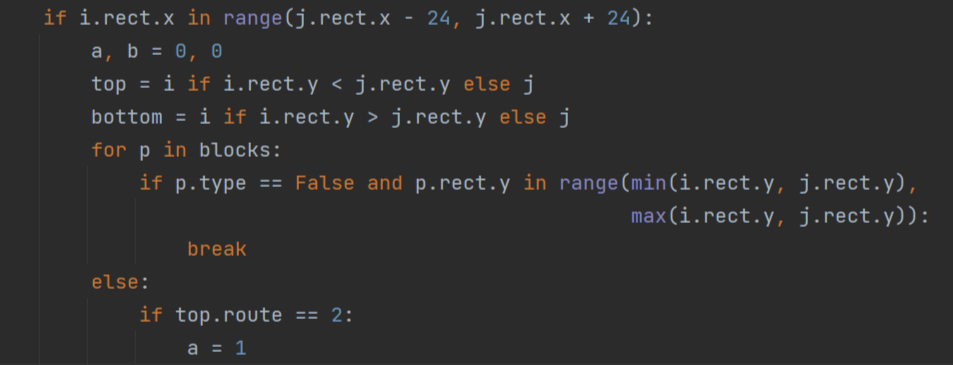 if i.rect.x in range(j.rect.x - 24, j.rect.x + 24):
    a, b = 0, 0
    top = i if i.rect.y < j.rect.y else j
    bottom = i if i.rect.y > j.rect.y else j
    for p in blocks:
        if p.type == False and p.rect.y in range(min(i.rect.y, j.rect.y),
                                                 max(i.rect.y, j.rect.y)):
            break
    else:
        if top.route == 2:
            a = 1